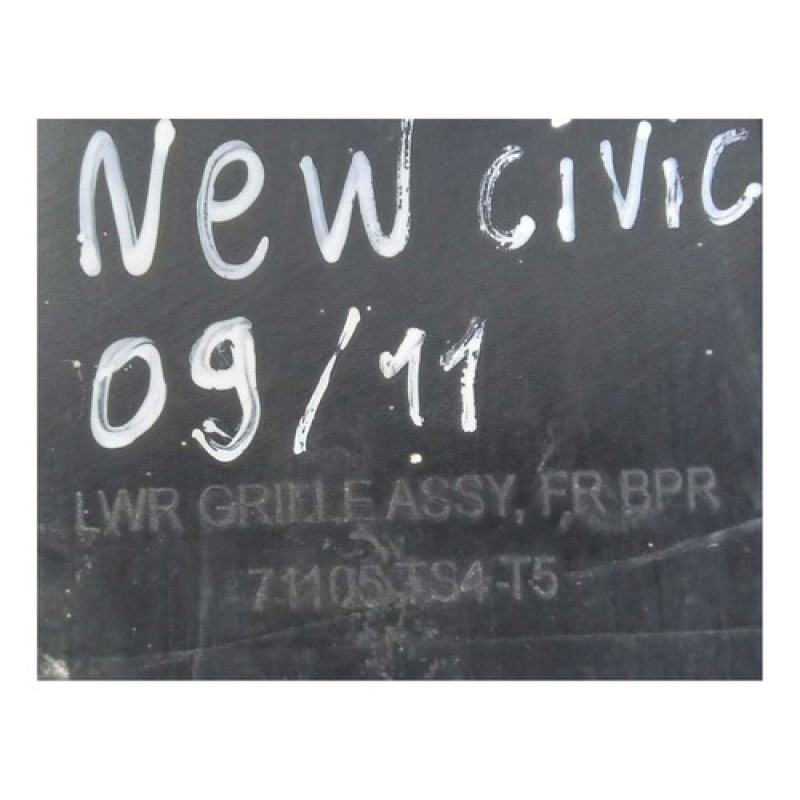 New civic
09/11
LWR GRILLE ASSY, FR BPR
71105 TS4-T5